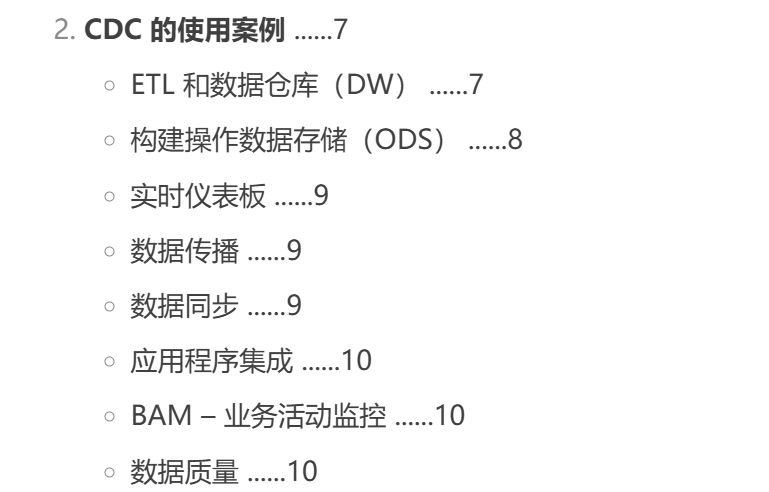 2. CDC 的使用案例 ......7
ETL 和数据仓库（DW） ......7
构建操作数据存储（ODS） ......8
实时仪表板 ......9
数据传播 ......9
数据同步 ......9
应用程序集成 ......10
BAM – 业务活动监控 ......10
数据质量 ......10